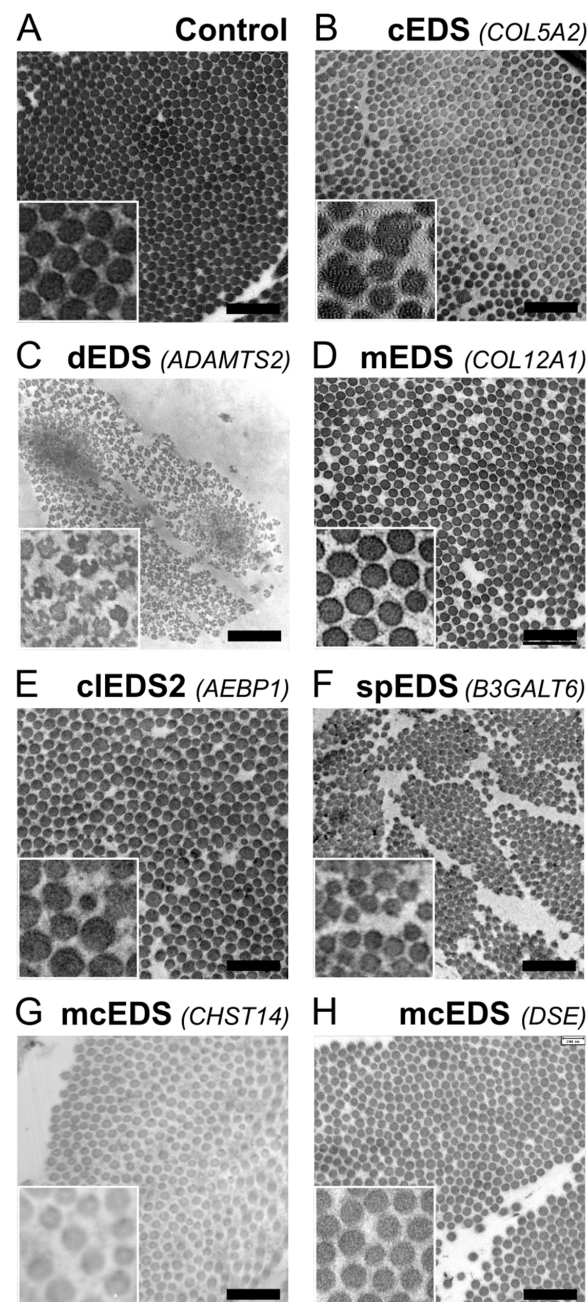 A Control
B cEDS (COL5A2)
C dEDS (ADAMTS2)
D mEDS (COL12A1)
E clEDS2 (AEBP1)
F spEDS (B3GALT6)
G mcEDS (CHST14)
H mcEDS (DSE)